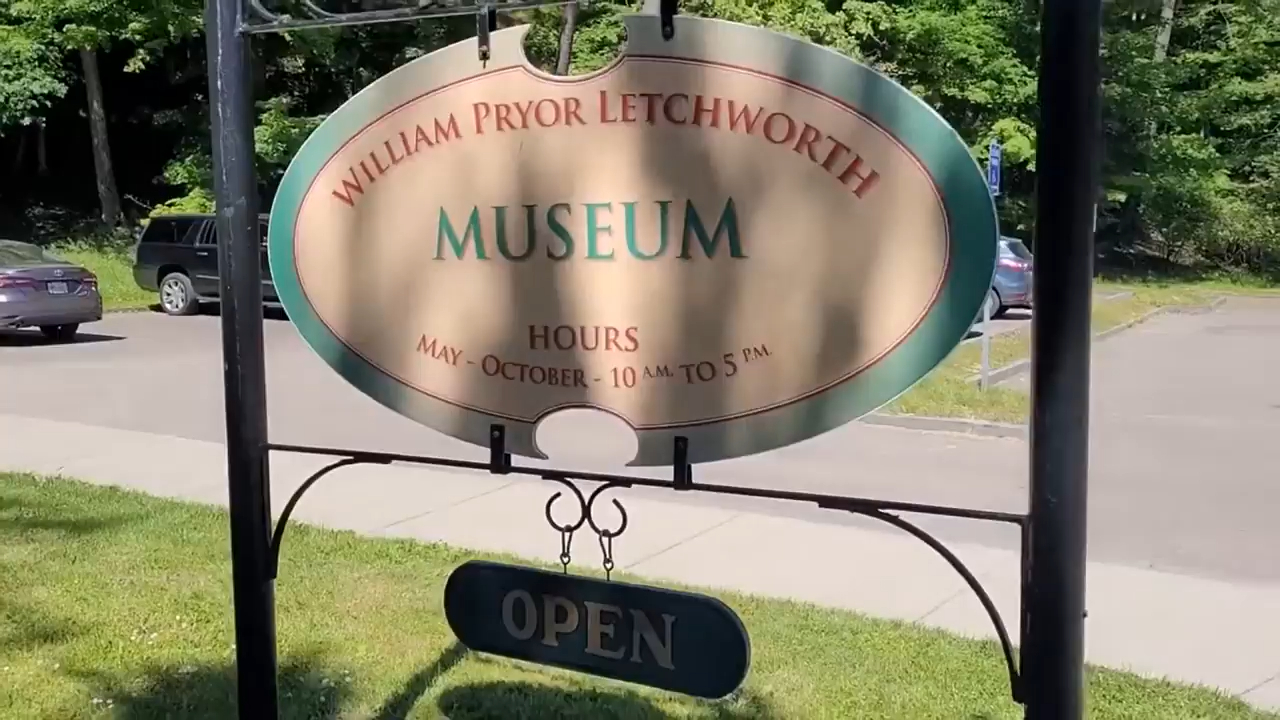 WILLIAM PRYOR LETCHWORTH
MUSEUM
HOURS
MAY - OCTOBER - 10 A.M. TO 5 P.M.
OPEN